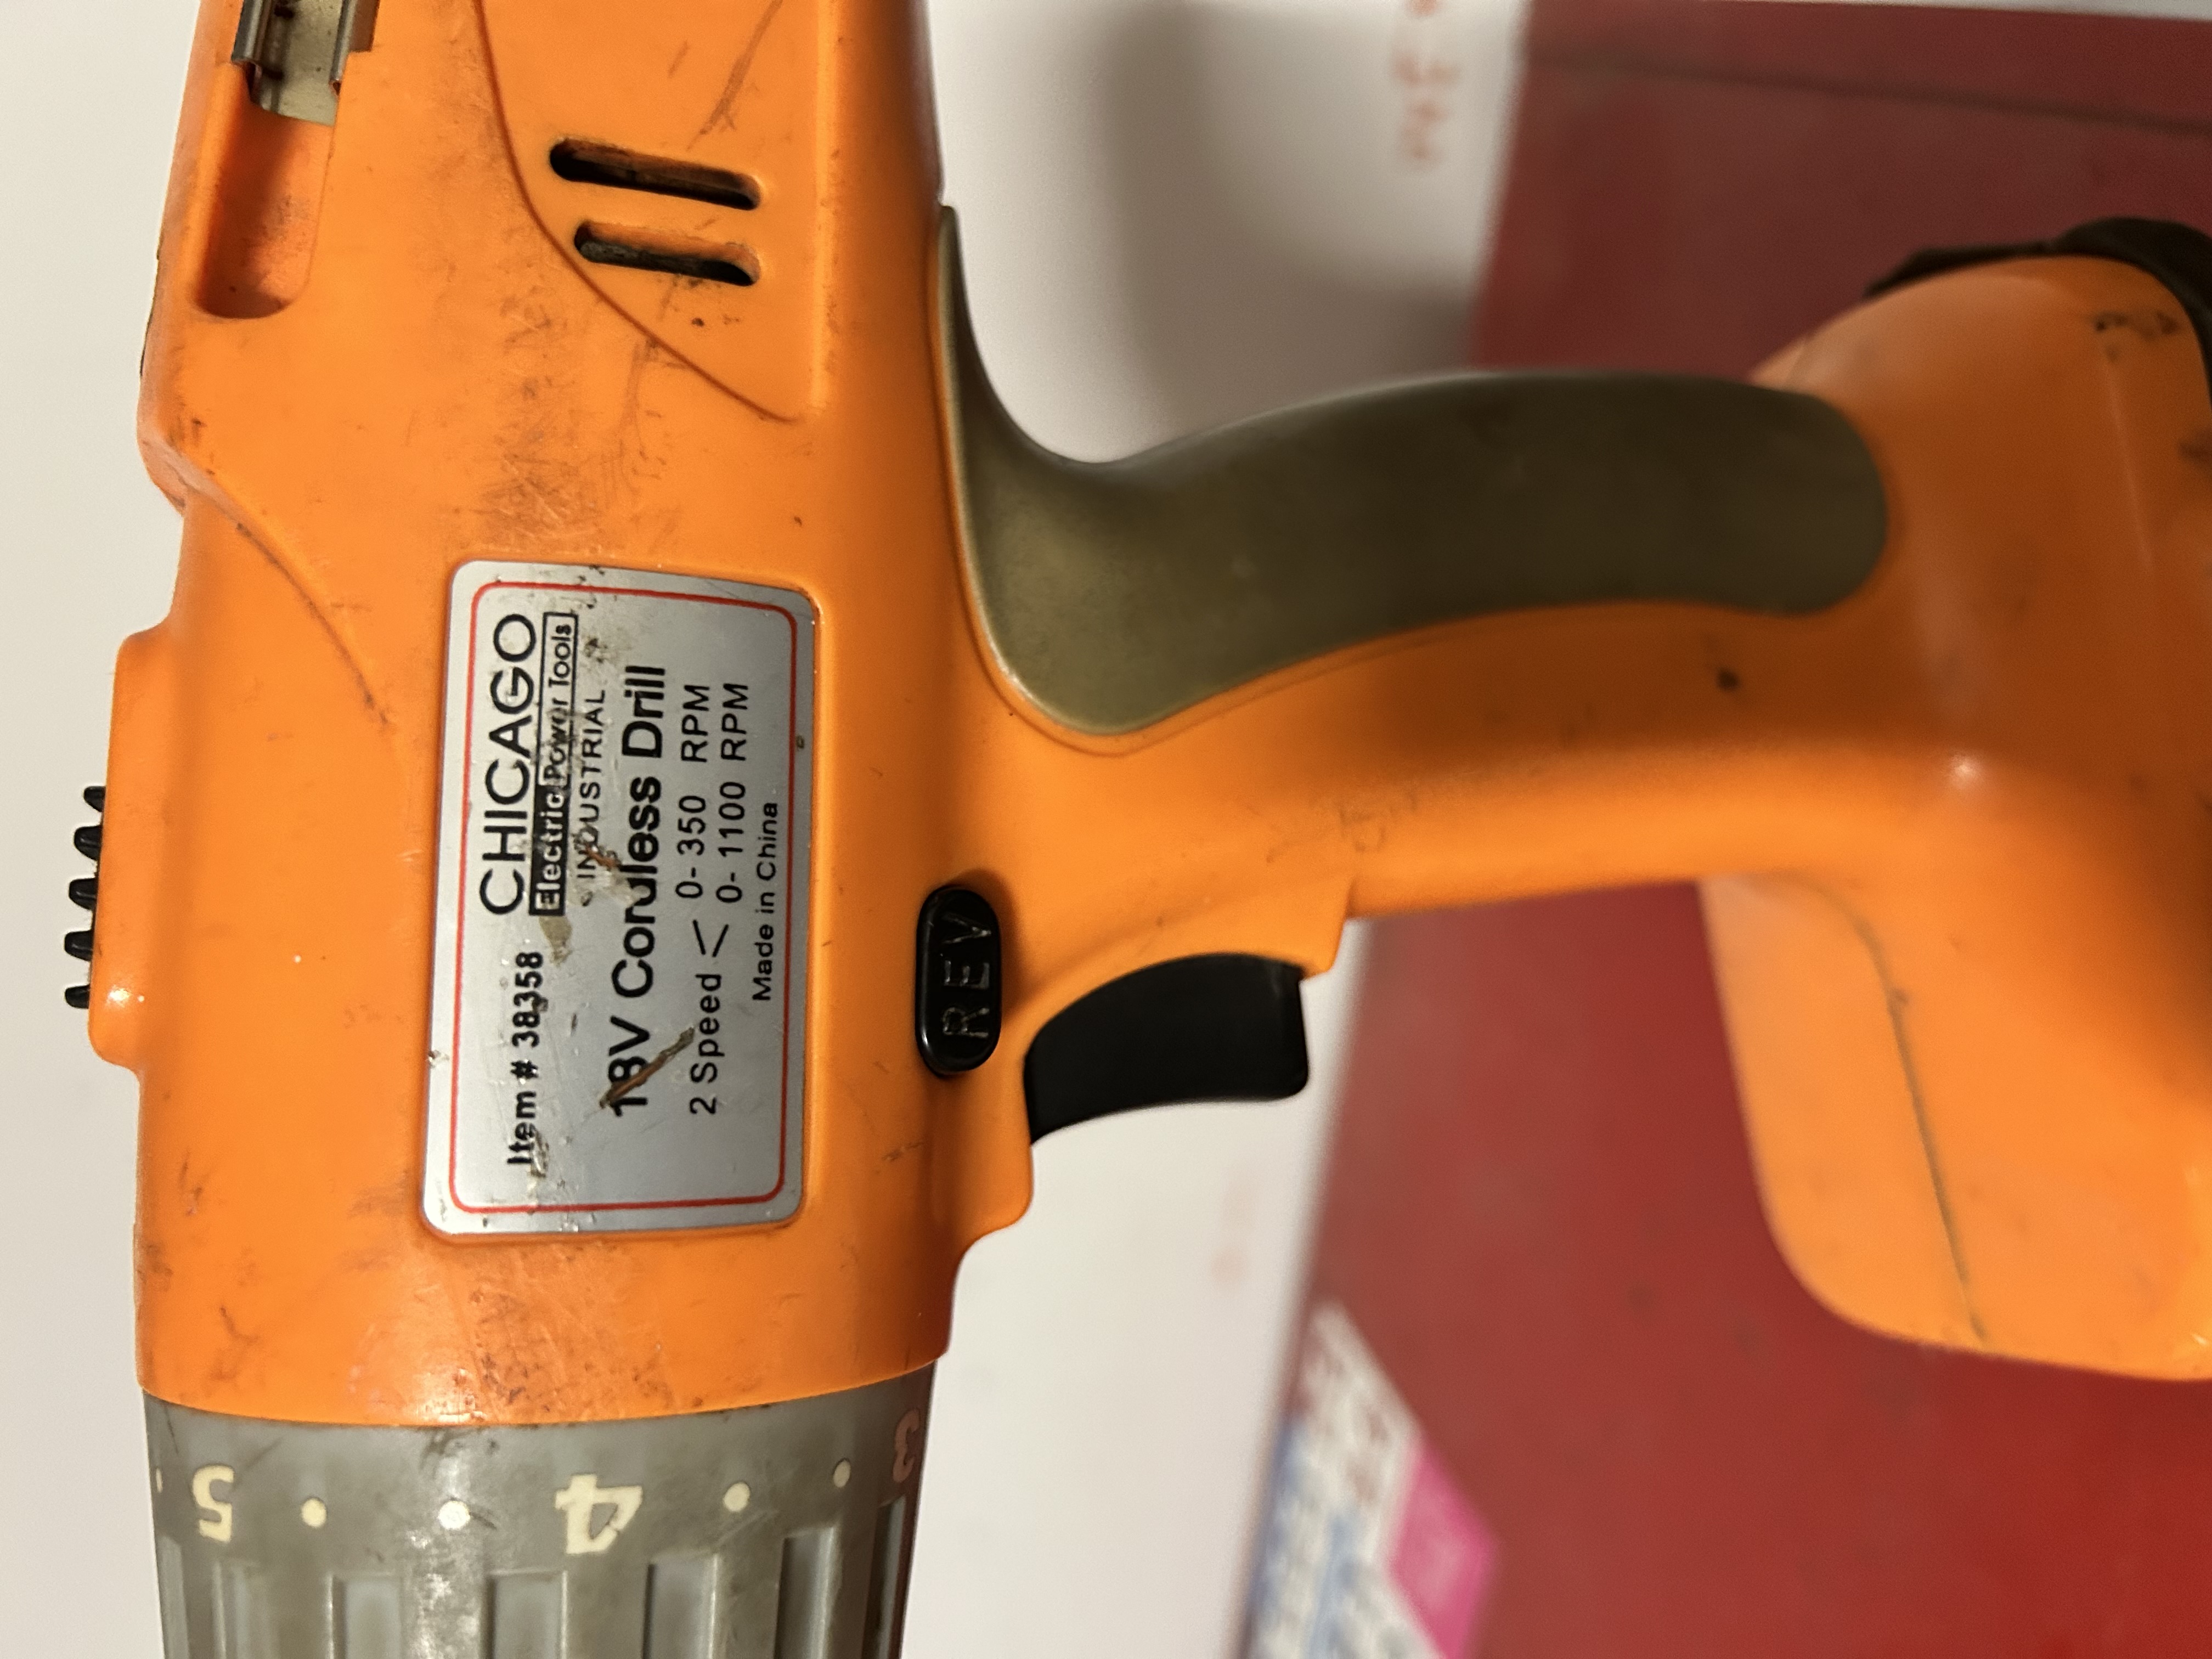 Item # 38358 CHICAGO
Electric Power Tools
INDUSTRIAL
18V Cordless Drill
2 Speed < 0-350 RPM
0-1100 RPM
Made in China
REV
5 4 3